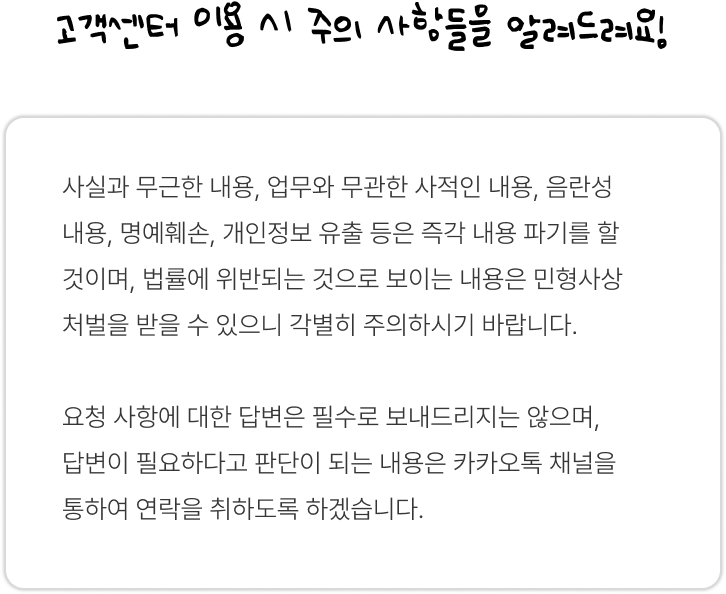 고객센터 이용 시 주의 사항들을 알려드려요!
사실과 무근한 내용, 업무와 무관한 사적인 내용, 음란성
내용, 명예훼손, 개인정보 유출 등은 즉각 내용 파기를 할
것이며, 법률에 위반되는 것으로 보이는 내용은 민형사상
처벌을 받을 수 있으니 각별히 주의하시기 바랍니다.
요청 사항에 대한 답변은 필수로 보내드리지는 않으며,
답변이 필요하다고 판단이 되는 내용은 카카오톡 채널을
통하여 연락을 취하도록 하겠습니다.